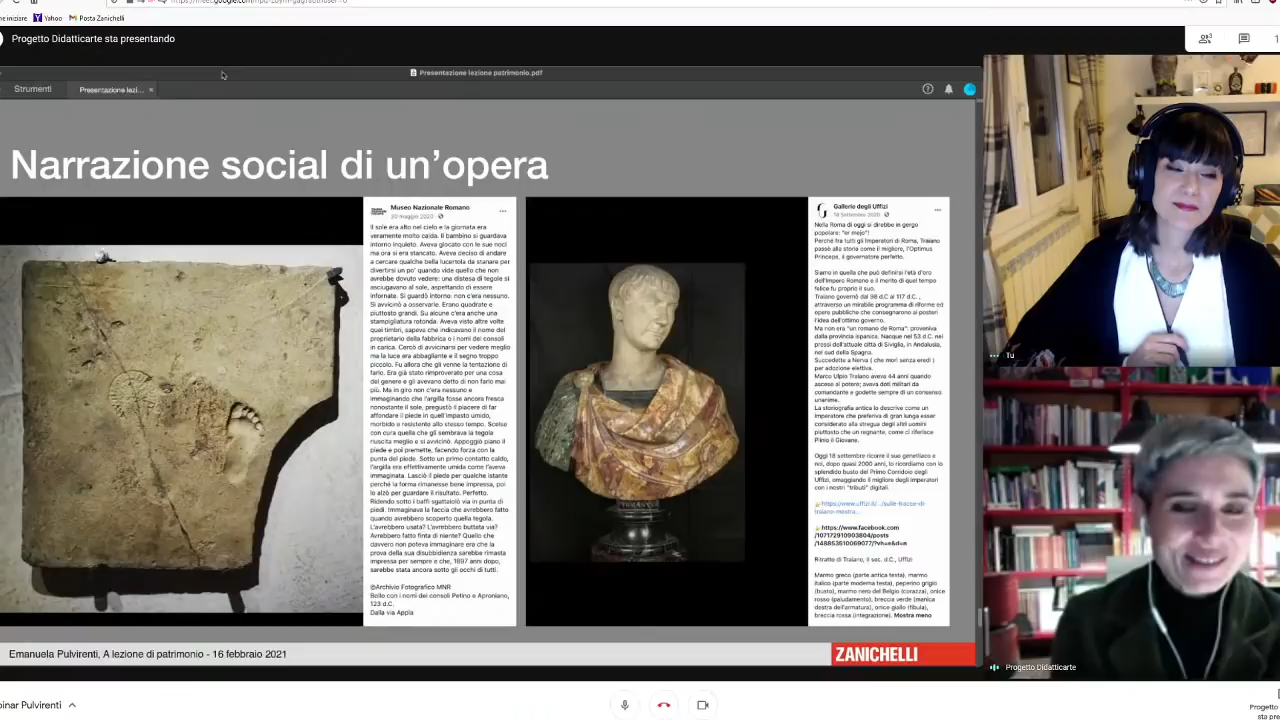 ne iniziare Yahoo Posta Zanichelli
Progetto Didatticarte sta presentando
3
Presentazione lezione patrimonio.pdf
Strumenti
Presentazione lezi... ×
Narrazione social di un'opera
Museo Nazionale Romano
20 maggio 2020
Il sole era alto nel cielo e la giornata era
veramente molto calda. Il bambino si guardava
intorno inquieto. Aveva giocato con le sue noci
ma ora si era stancato. Aveva deciso di andare
a cercare qualche bella lucertola da stanare per
divertirsi un po' quando vide quello che non
avrebbe dovuto vedere: una distesa di tegole si
asciugavano al sole, aspettando di essere
infornate. Si guardò intorno: non c'era nessuno.
Si avvicinò a osservarle. Erano quadrate e
piuttosto grandi. Su alcune c'era anche una
stampigliatura rotonda. Aveva visto altre volte
quei timbri, sapeva che indicavano il nome del
proprietario della fabbrica o i nomi dei consoli
in carica. Cercò di avvicinarsi per vedere meglio
ma la luce era abbagliante e il segno troppo
piccolo. Fu allora che gli venne la tentazione di
farlo. Era già stato rimproverato per una cosa
del genere e gli avevano detto di non farlo mai
più. Ma in giro non c'era nessuno e
immaginando che l'argilla fosse ancora fresca
nonostante il sole, pregustò il piacere di far
affondare il piede in quell'impasto umido,
morbido e resistente allo stesso tempo. Scelse
con cura quella che gli sembrava la tegola
riuscita meglio e si avvicinò. Appoggiò piano il
piede e poi premette, facendo forza con la
punta del piede. Sotto un primo contatto caldo,
l'argilla era effettivamente umida come l'aveva
immaginata. Lasciò il piede per qualche istante
perché la forma rimanesse bene impressa, poi
lo alzò per guardare il risultato. Perfetto.
Ridendo sotto i baffi sgattaiolò via in punta di
piedi. Immaginava la faccia che avrebbero fatto
quando avrebbero scoperto quella tegola.
L'avrebbero usata? L'avrebbero buttata via?
Avrebbero fatto finta di niente? Quello che
davvero non poteva immaginare era che la
prova della sua disubbidienza sarebbe rimasta
impressa per sempre e che, 1897 anni dopo,
sarebbe stata ancora sotto gli occhi di tutti.
©Archivio Fotografico MNR
Bollo con i nomi dei consoli Petino e Aproniano,
123 d.C.
Dalla via Appia
Gallerie degli Uffizi
18 Settembre 2020
Nella Roma di oggi si direbbe in gergo
popolare: "er mejo"!
Perché fra tutti gli Imperatori di Roma, Traiano
passò alla storia come il migliore, l'Optimus
Princeps, il governatore perfetto.
Siamo in quella che può definirsi l'età d'oro
dell'Impero Romano e il merito di quel tempo
felice fu proprio il suo.
Traiano governò dal 98 d.C al 117 d.C. ,
attraverso un mirabile programma di riforme ed
opere pubbliche che consegnarono ai posteri
l'idea dell'ottimo governo.
Ma non era "un romano de Roma": proveniva
dalla provincia ispanica. Nacque nel 53 d.C. nei
pressi dell'attuale città di Siviglia, in Andalusia,
nel sud della Spagna.
Succedette a Nerva ( che morì senza eredi )
per adozione elettiva.
Marco Ulpio Traiano aveva 44 anni quando
ascese al potere; aveva doti militari da
comandante e godette sempre di un consenso
unanime.
La storiografia antica lo descrive come un
Imperatore che preferiva di gran lunga esser
considerato alla stregua degli altri uomini
piuttosto che un regnante, come ci riferisce
Plinio il Giovane.
Oggi 18 settembre ricorre il suo genetliaco e
noi, dopo quasi 2000 anni, lo ricordiamo con lo
splendido busto del Primo Corridoio degli
Uffizi, omaggiando il migliore degli Imperatori
con i nostri "tributi" digitali.
https://www.uffizi.it/.../sulle-tracce-di-
traiano-mostra...
https://www.facebook.com
/107172910903804/posts
Ritratto di Traiano, II sec. d.C., Uffizi
Marmo greco (parte antica testa), marmo
italico (parte moderna testa), peperino grigio
(busto), marmo nero del Belgio (corazza), onice
rosso (paludamento), breccia verde (manica
destra dell'armatura), onice giallo (fibula),
breccia rossa (integrazione). Mostra meno
Emanuela Pulvirenti, A lezione di patrimonio - 16 febbraio 2021
ZANICHELLI
Tu
Progetto Didatticarte
inar Pulvirenti
Progetto
sta pre